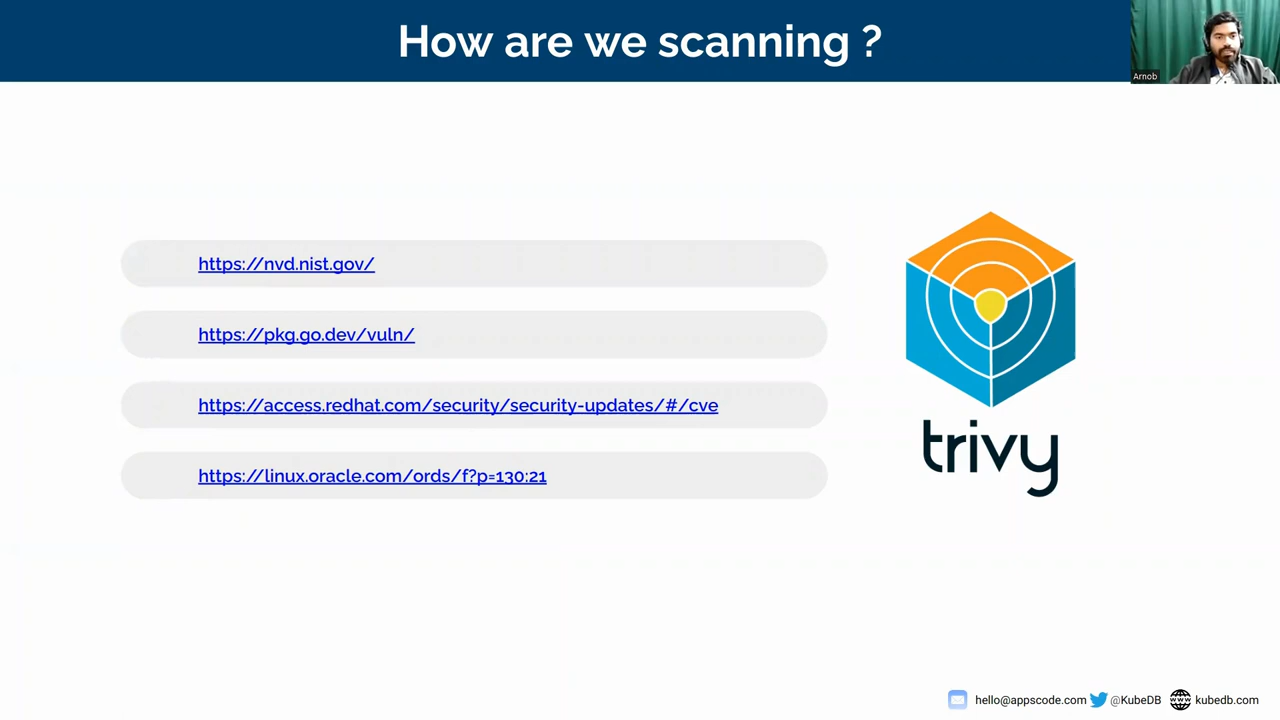 How are we scanning ?
Arnob
https://nvd.nist.gov/
https://pkg.go.dev/vuln/
https://access.redhat.com/security/security-updates/#/cve
https://linux.oracle.com/ords/f?p=130:21
trivy
hello@appscode.com @KubeDB www kubedb.com